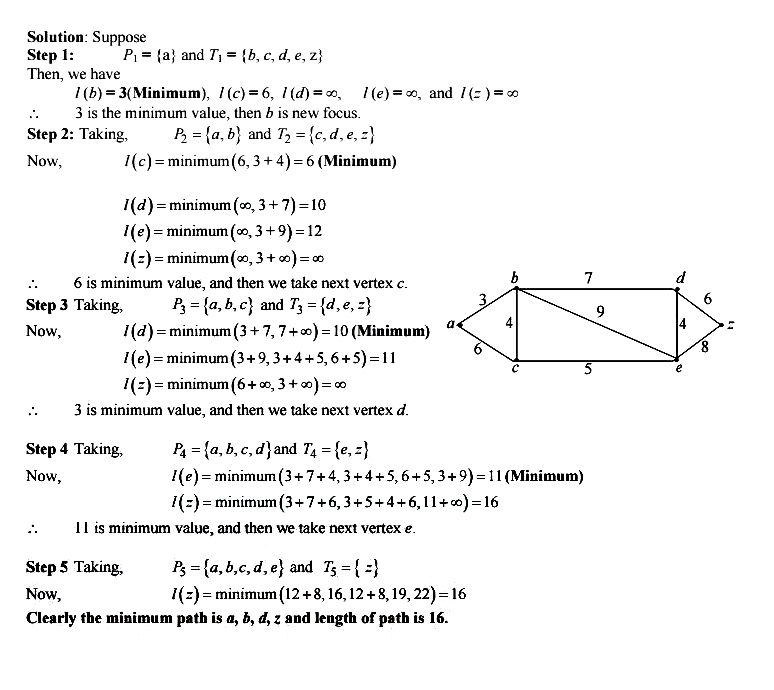 Solution: Suppose
Step 1: P₁ = {a} and T₁ = {b, c, d, e, z}
Then, we have
l(b) = 3(Minimum), l(c) = 6, l(d) = ∞, l(e) = ∞, and l(z) = ∞
∴ 3 is the minimum value, then b is new focus.
Step 2: Taking, P₂ = {a, b} and T₂ = {c, d, e, z}
Now, l(c) = minimum(6, 3 + 4) = 6 (Minimum)
l(d) = minimum(∞, 3 + 7) = 10
l(e) = minimum(∞, 3 + 9) = 12
l(z) = minimum(∞, 3 + ∞) = ∞
∴ 6 is minimum value, and then we take next vertex c.
Step 3 Taking, P₃ = {a, b, c} and T₃ = {d, e, z}
Now, l(d) = minimum(3 + 7, 7 + ∞) = 10 (Minimum)
l(e) = minimum(3 + 9, 3 + 4 + 5, 6 + 5) = 11
l(z) = minimum(6 + ∞, 3 + ∞) = ∞
∴ 3 is minimum value, and then we take next vertex d.
b 7 d
3 9 6
a 4 4 z
6 8
c 5 e
Step 4 Taking, P₄ = {a, b, c, d} and T₄ = {e, z}
Now, l(e) = minimum(3 + 7 + 4, 3 + 4 + 5, 6 + 5, 3 + 9) = 11 (Minimum)
l(z) = minimum(3 + 7 + 6, 3 + 5 + 4 + 6, 11 + ∞) = 16
∴ 11 is minimum value, and then we take next vertex e.
Step 5 Taking, P₅ = {a, b, c, d, e} and T₅ = { z}
Now, l(z) = minimum(12 + 8, 16, 12 + 8, 19, 22) = 16
Clearly the minimum path is a, b, d, z and length of path is 16.